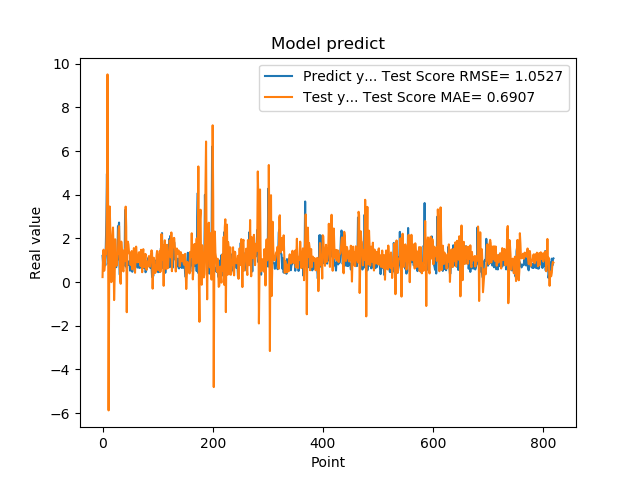 Model predict
Predict y... Test Score RMSE= 1.0527
Test y... Test Score MAE= 0.6907
Real value
10
8
6
4
2
0
−2
−4
−6
0 200 400 600 800
Point